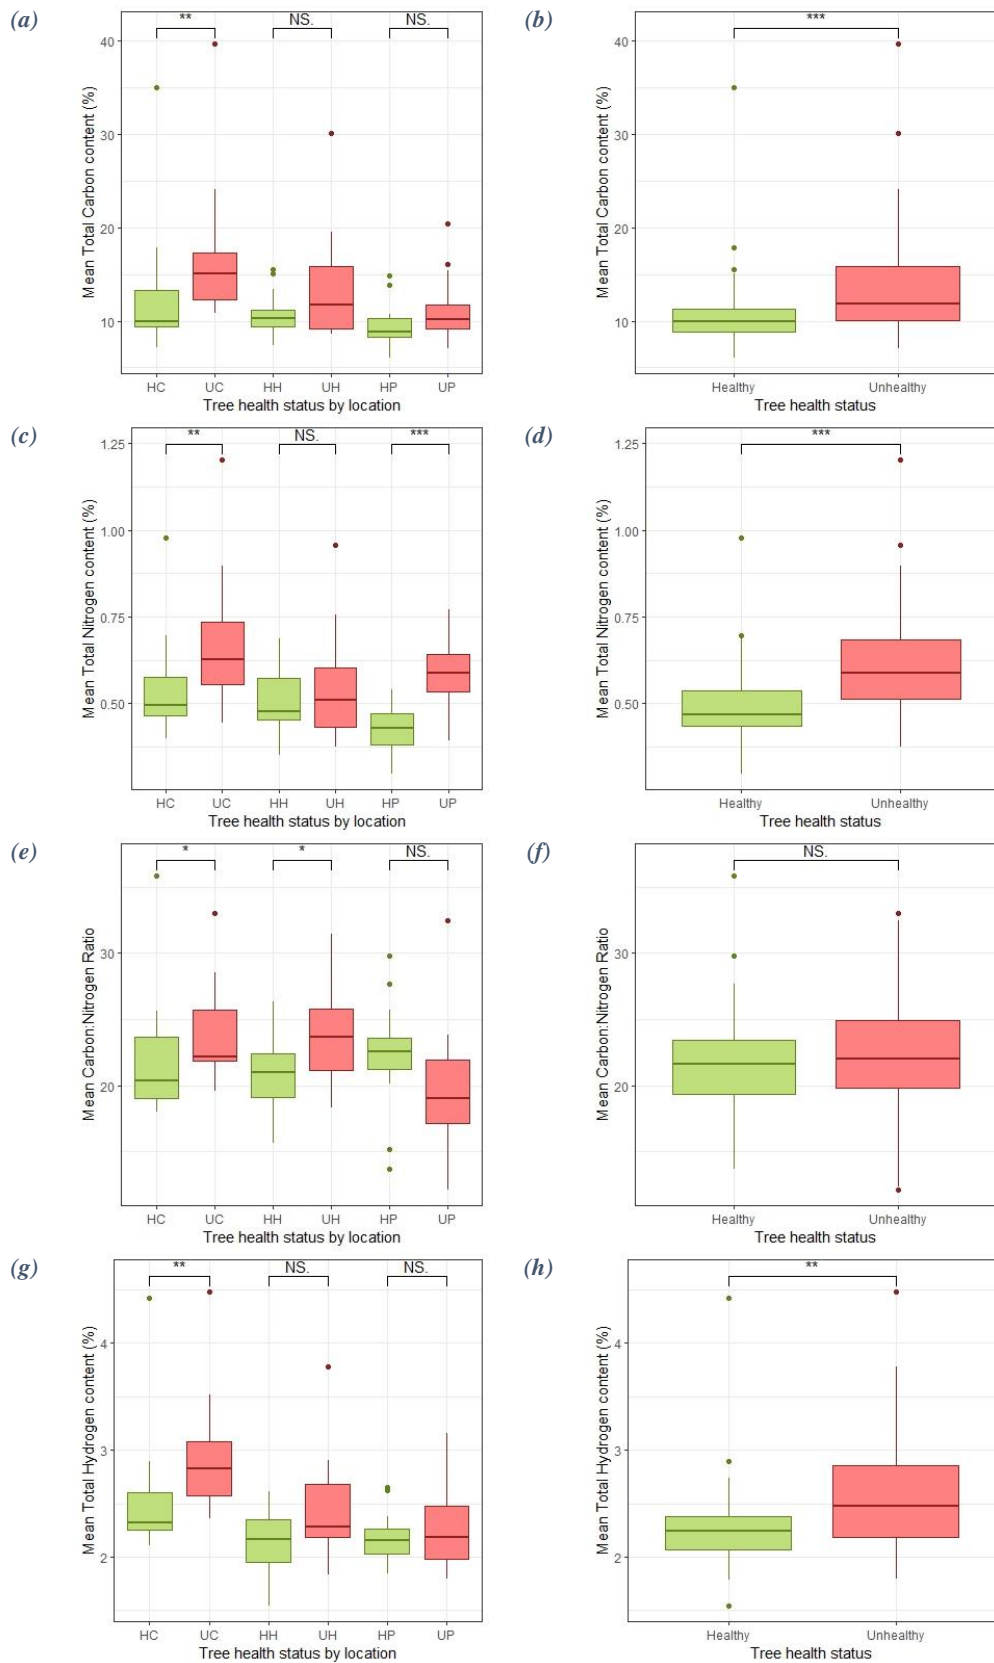 (a)
** NS. NS.
40
30
20
10
Mean Total Carbon content (%)
HC UC HH UH HP UP
Tree health status by location
(b)
***
40
30
20
10
Mean Total Carbon content (%)
Healthy Unhealthy
Tree health status
(c)
** NS. ***
1.25
1.00
0.75
0.50
Mean Total Nitrogen content (%)
HC UC HH UH HP UP
Tree health status by location
(d)
***
1.25
1.00
0.75
0.50
Mean Total Nitrogen content (%)
Healthy Unhealthy
Tree health status
(e)
* * NS.
30
20
Mean Carbon:Nitrogen Ratio
HC UC HH UH HP UP
Tree health status by location
(f)
NS.
30
20
Mean Carbon:Nitrogen Ratio
Healthy Unhealthy
Tree health status
(g)
** NS. NS.
4
3
2
Mean Total Hydrogen content (%)
HC UC HH UH HP UP
Tree health status by location
(h)
**
4
3
2
Mean Total Hydrogen content (%)
Healthy Unhealthy
Tree health status